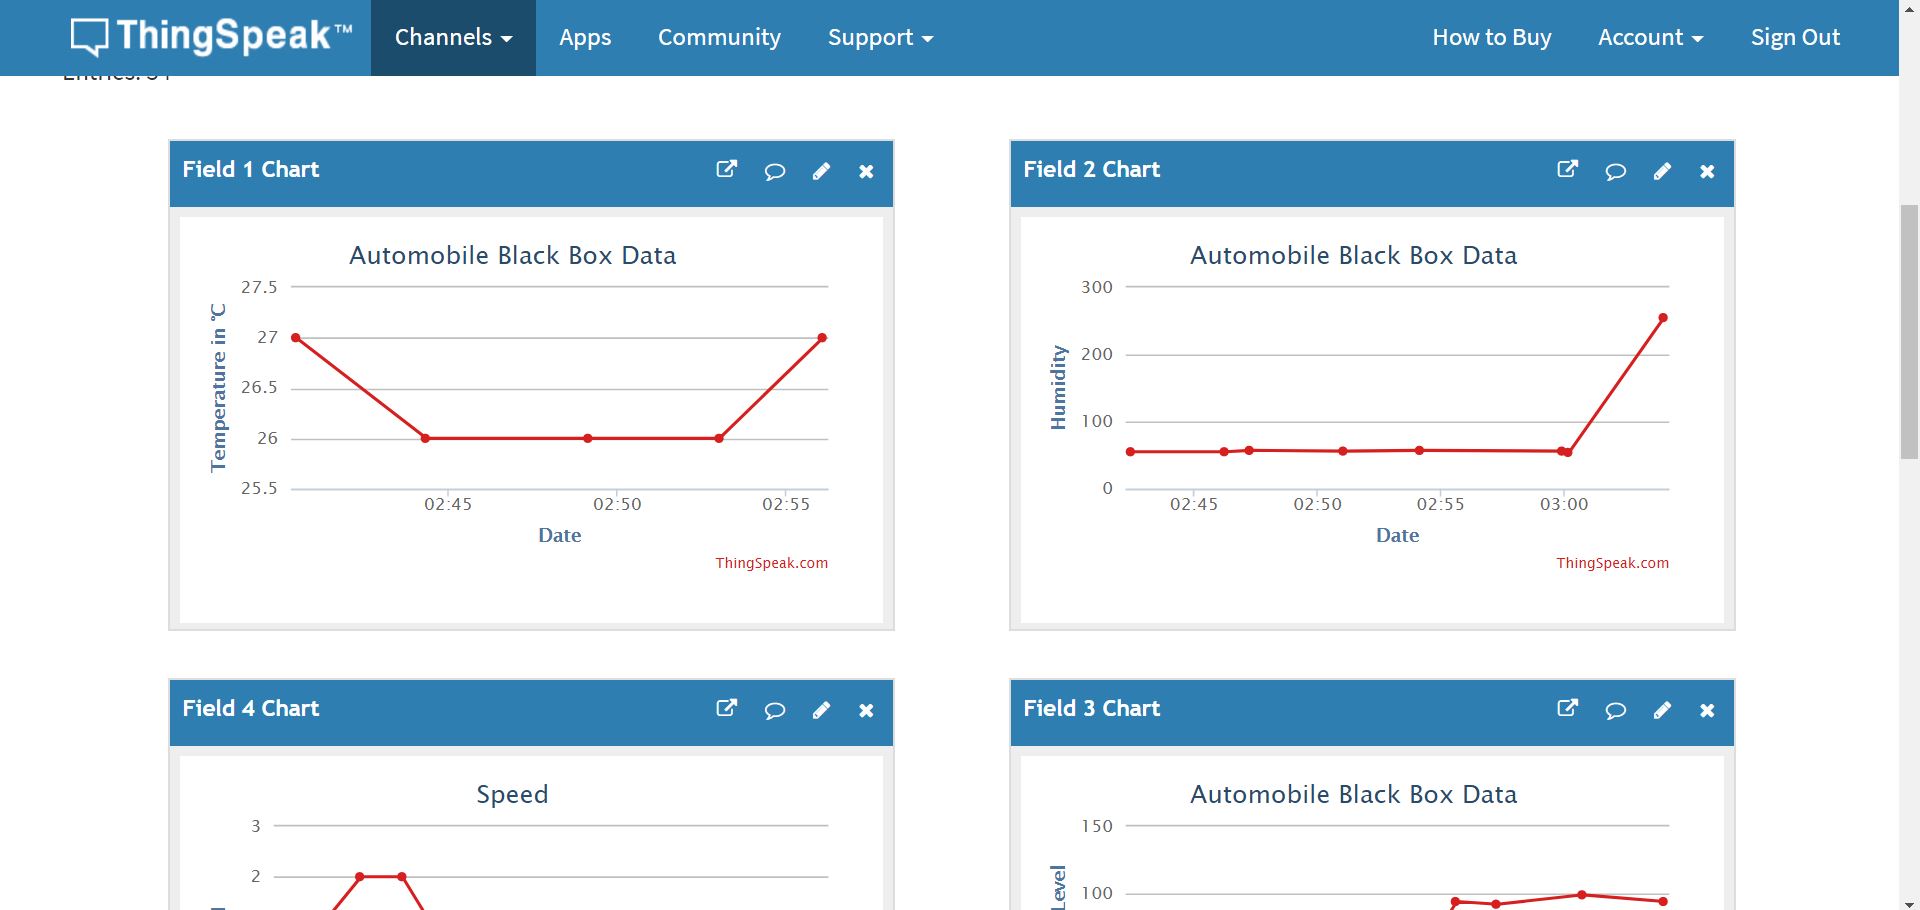 ThingSpeak™ Channels Apps Community Support How to Buy Account Sign Out
Field 1 Chart
Automobile Black Box Data
Temperature in °C
27.5
27
26.5
26
25.5
02:45 02:50 02:55
Date
ThingSpeak.com
Field 2 Chart
Automobile Black Box Data
Humidity
300
200
100
0
02:45 02:50 02:55 03:00
Date
ThingSpeak.com
Field 4 Chart
Speed
3
2
Field 3 Chart
Automobile Black Box Data
Level
150
100